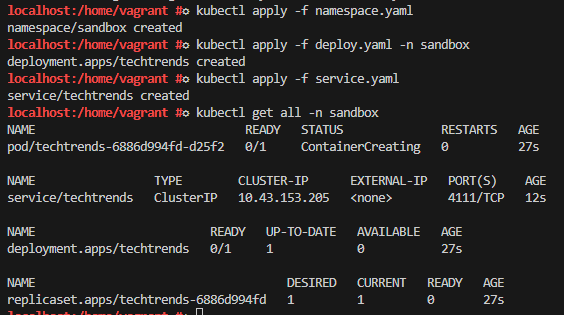 localhost:/home/vagrant # kubectl apply -f namespace.yaml
namespace/sandbox created
localhost:/home/vagrant # kubectl apply -f deploy.yaml -n sandbox
deployment.apps/techtrends created
localhost:/home/vagrant # kubectl apply -f service.yaml
service/techtrends created
localhost:/home/vagrant # kubectl get all -n sandbox
NAME READY STATUS RESTARTS AGE
pod/techtrends-6886d994fd-d25f2 0/1 ContainerCreating 0 27s
NAME TYPE CLUSTER-IP EXTERNAL-IP PORT(S) AGE
service/techtrends ClusterIP 10.43.153.205 <none> 4111/TCP 12s
NAME READY UP-TO-DATE AVAILABLE AGE
deployment.apps/techtrends 0/1 1 0 27s
NAME DESIRED CURRENT READY AGE
replicaset.apps/techtrends-6886d994fd 1 1 0 27s
localhost:/home/vagrant #